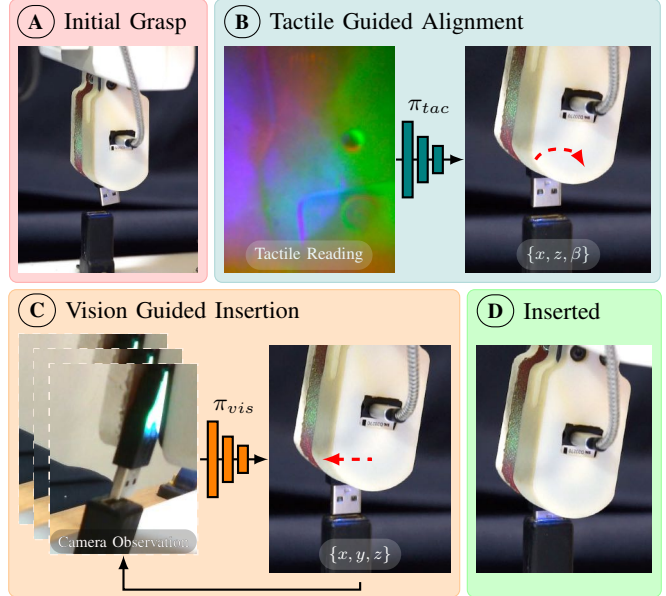 A Initial Grasp
B Tactile Guided Alignment
π_tac
Tactile Reading
{x, z, β}
C Vision Guided Insertion
π_vis
Camera Observation
{x, y, z}
D Inserted